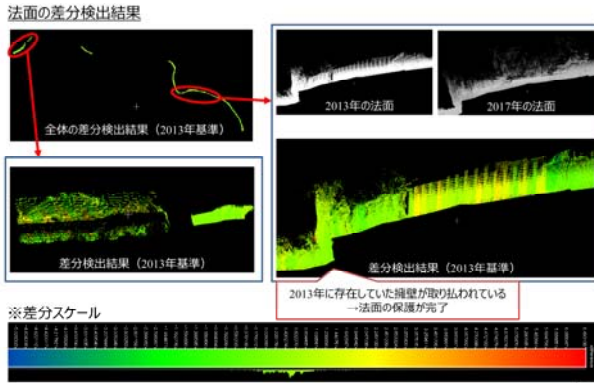 法面の差分検出結果
全体の差分検出結果（2013年基準）
2013年の法面
2017年の法面
差分検出結果（2013年基準）
差分検出結果（2013年基準）
2013年に存在していた擁壁が取り払われている
→法面の保護が完了
※差分スケール